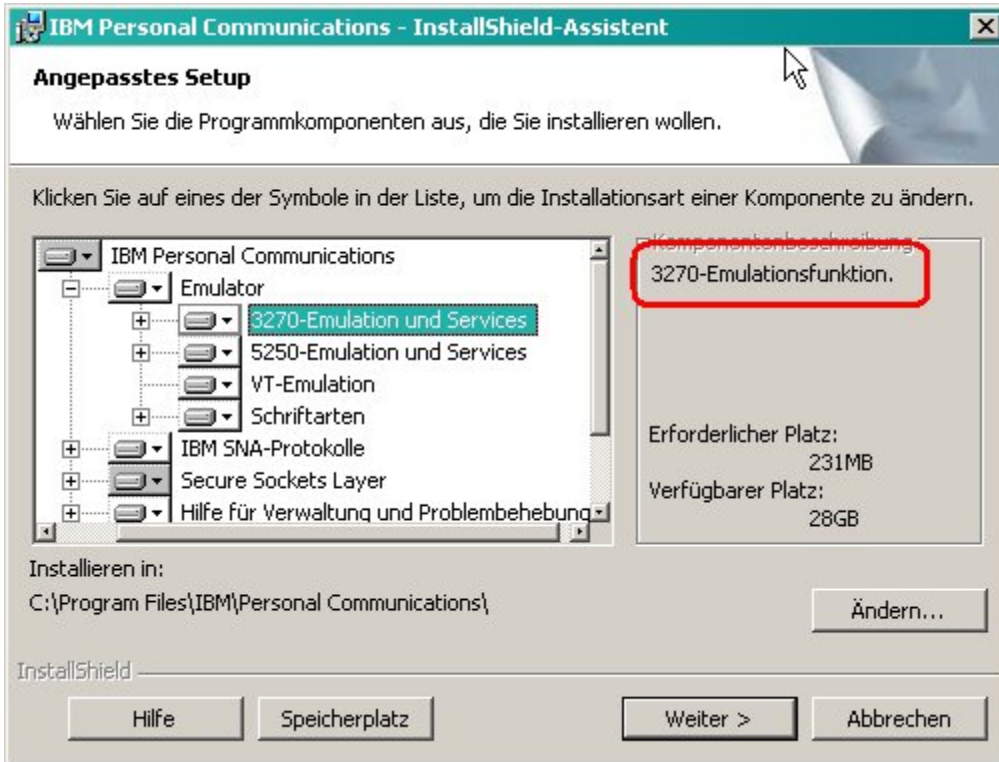 IBM Personal Communications - InstallShield-Assistent
Angepasstes Setup
Wählen Sie die Programmkomponenten aus, die Sie installieren wollen.
Klicken Sie auf eines der Symbole in der Liste, um die Installationsart einer Komponente zu ändern.
IBM Personal Communications
Emulator
3270-Emulation und Services
5250-Emulation und Services
VT-Emulation
Schriftarten
IBM SNA-Protokolle
Secure Sockets Layer
Hilfe für Verwaltung und Problembehebung
Komponentenbeschreibung
3270-Emulationsfunktion.
Erforderlicher Platz:
231MB
Verfügbarer Platz:
28GB
Installieren in:
C:\Program Files\IBM\Personal Communications\
Ändern...
InstallShield
Hilfe
Speicherplatz
Weiter >
Abbrechen